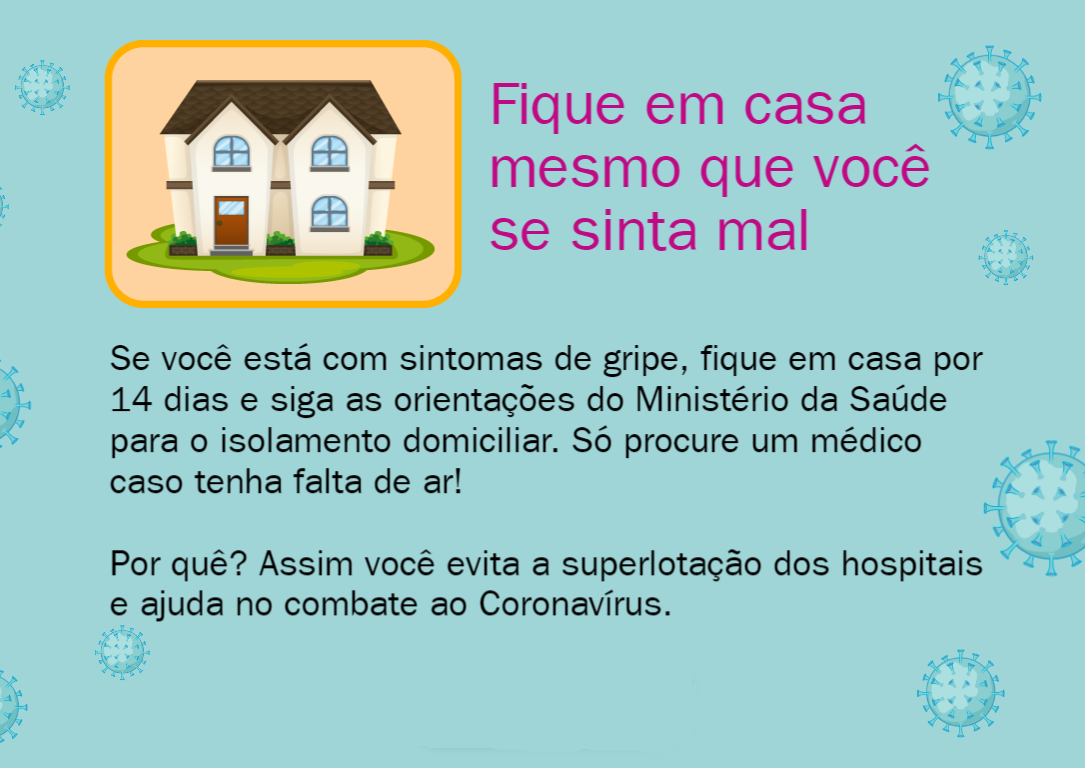 Fique em casa
mesmo que você
se sinta mal
Se você está com sintomas de gripe, fique em casa por
14 dias e siga as orientações do Ministério da Saúde
para o isolamento domiciliar. Só procure um médico
caso tenha falta de ar!
Por quê? Assim você evita a superlotação dos hospitais
e ajuda no combate ao Coronavírus.